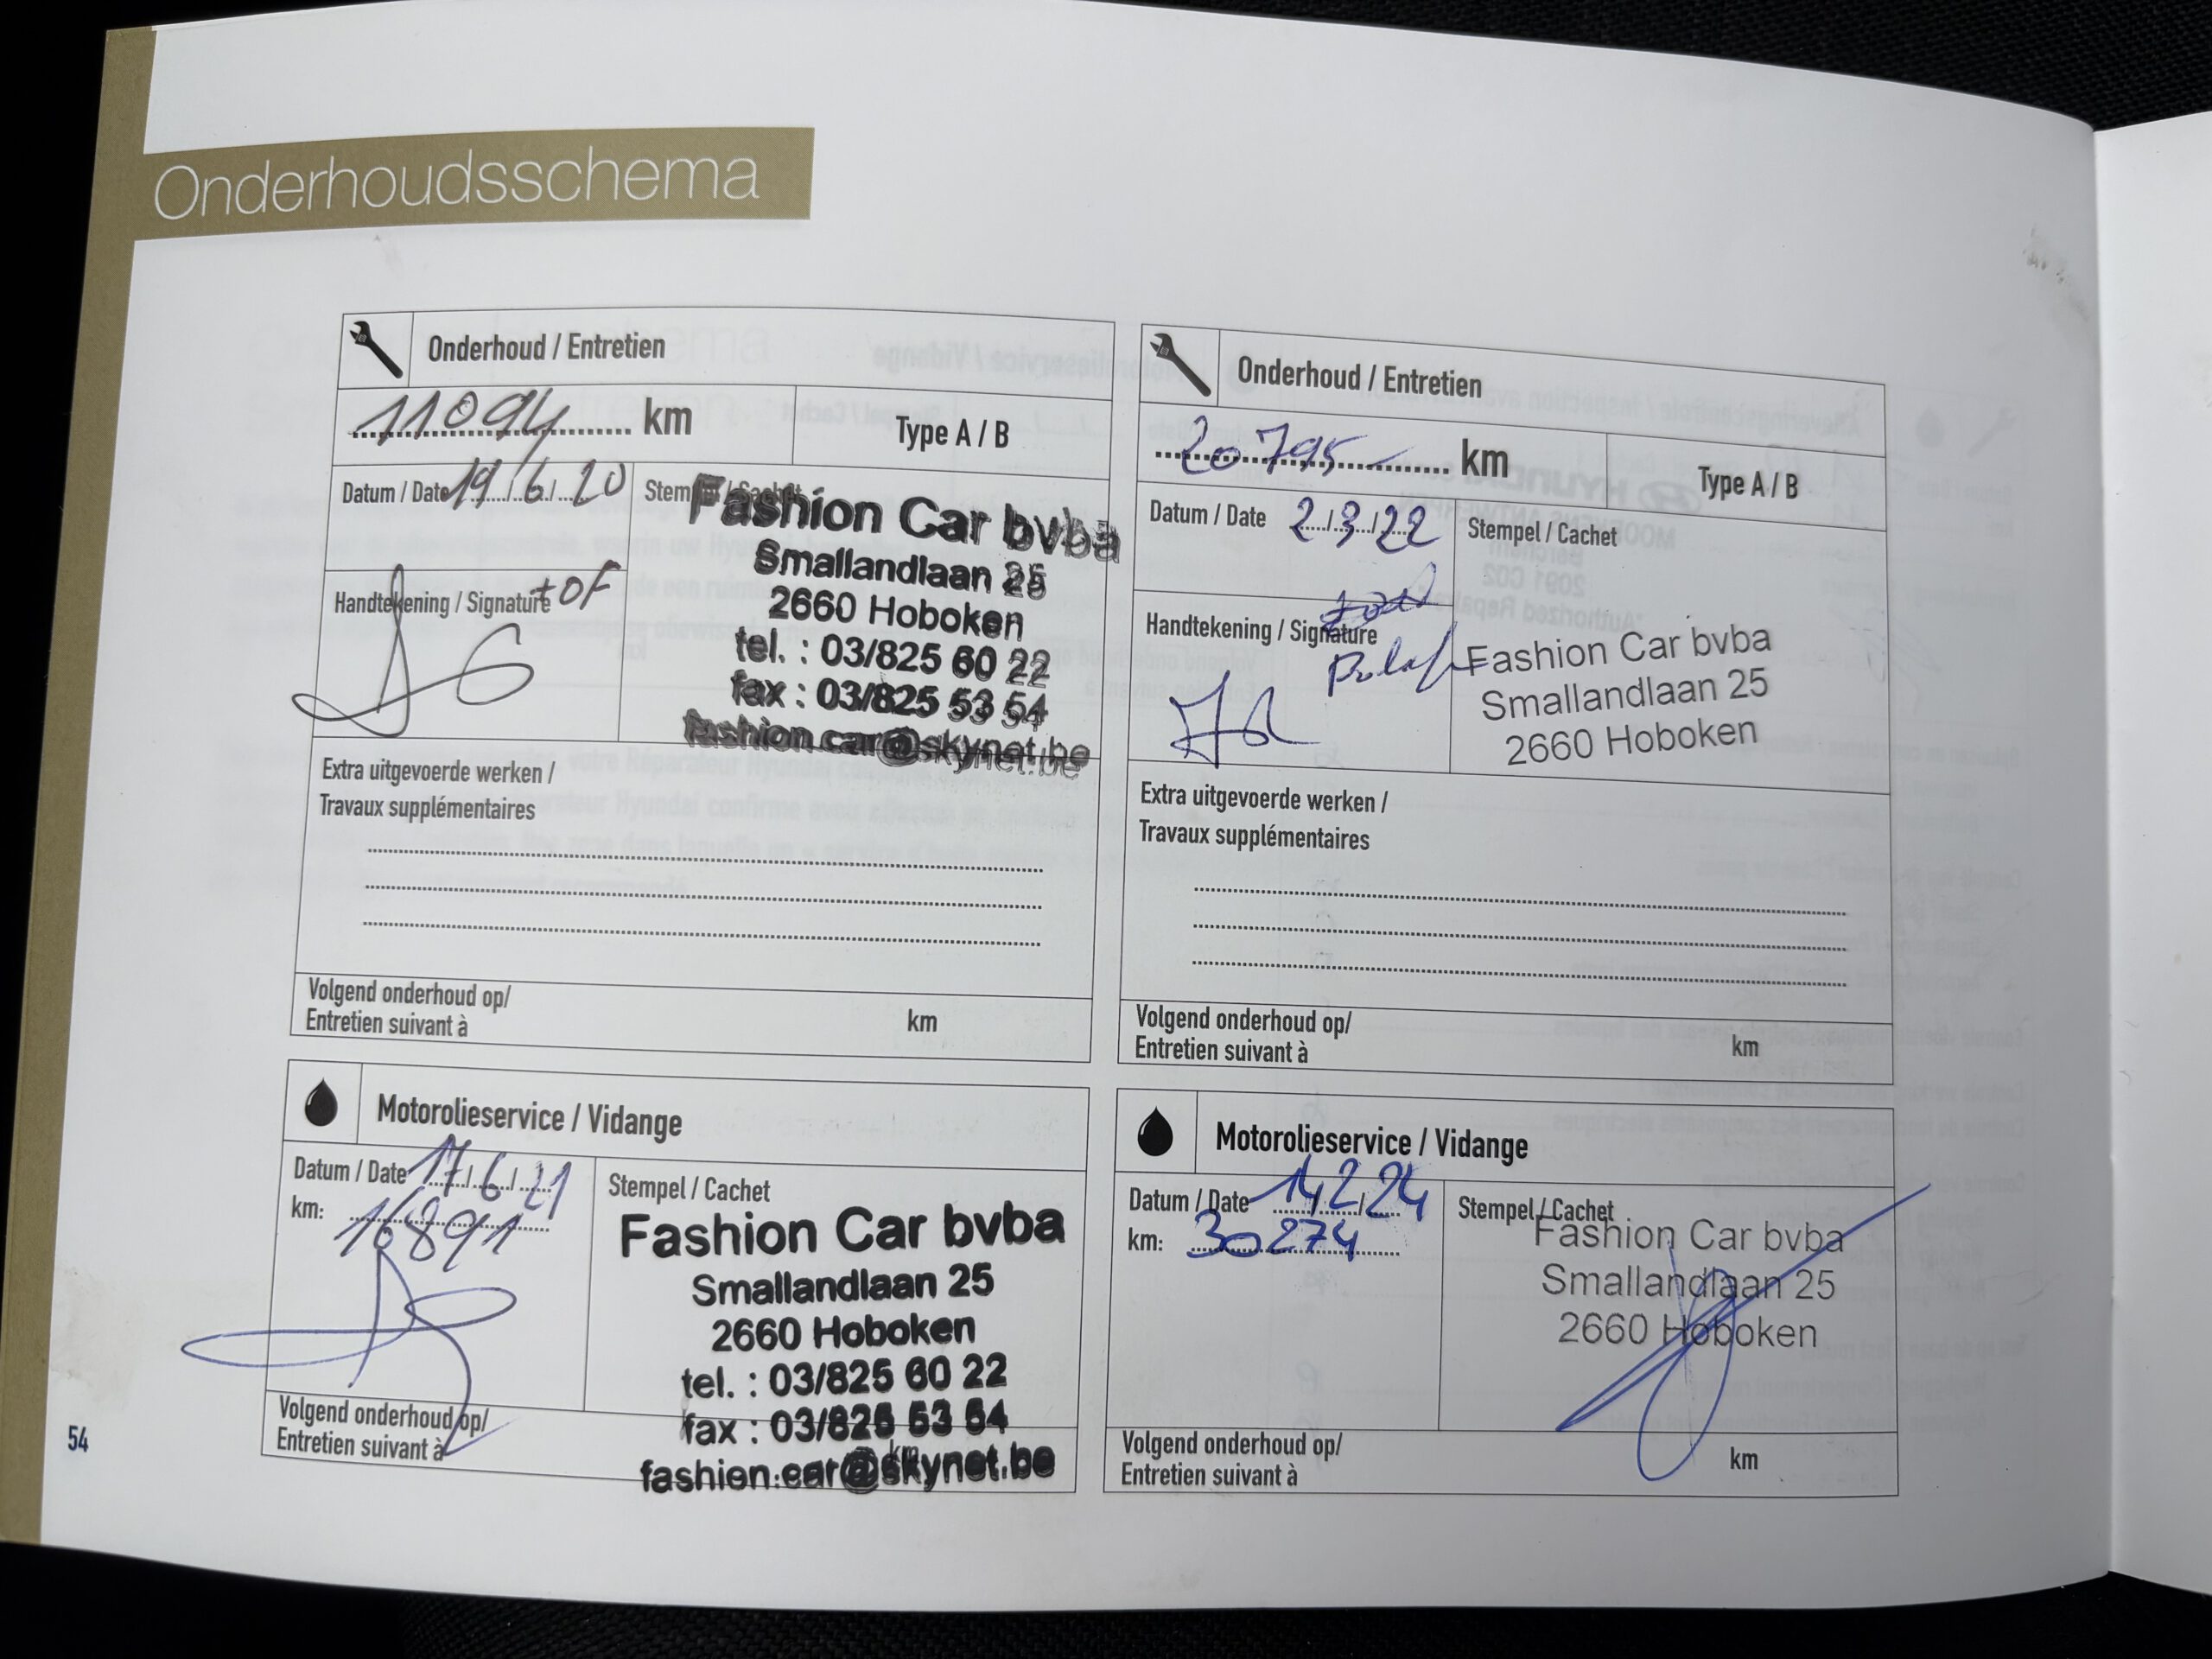 Onderhoudsschema
Onderhoud / Entretien
11094 km
Type A / B
Datum / Date 19/6/20
Stempel / Cachet
Fashion Car bvba
Smallandlaan 25
2660 Hoboken
tel. : 03/825 60 22
fax : 03/825 53 54
fashion.car@skynet.be
Handtekening / Signature
Extra uitgevoerde werken /
Travaux supplémentaires
Volgend onderhoud op/
Entretien suivant à km
Onderhoud / Entretien
20795 km
Type A / B
Datum / Date 2/3/22
Stempel / Cachet
Handtekening / Signature
Fashion Car bvba
Smallandlaan 25
2660 Hoboken
Extra uitgevoerde werken /
Travaux supplémentaires
Volgend onderhoud op/
Entretien suivant à km
Motorolieservice / Vidange
Datum / Date 17/6/21
km: 16891
Stempel / Cachet
Fashion Car bvba
Smallandlaan 25
2660 Hoboken
tel. : 03/825 60 22
fax : 03/825 53 54
fashion.car@skynet.be
Volgend onderhoud op/
Entretien suivant à km
Motorolieservice / Vidange
Datum / Date 14/2/24
km: 30274
Stempel / Cachet
Fashion Car bvba
Smallandlaan 25
2660 Hoboken
Volgend onderhoud op/
Entretien suivant à km
54